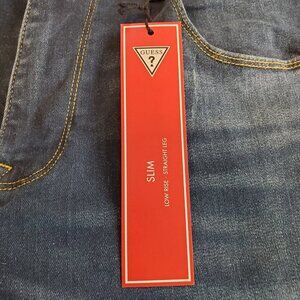 GUESS
?
SLIM
LOW RISE · STRAIGHT LEG